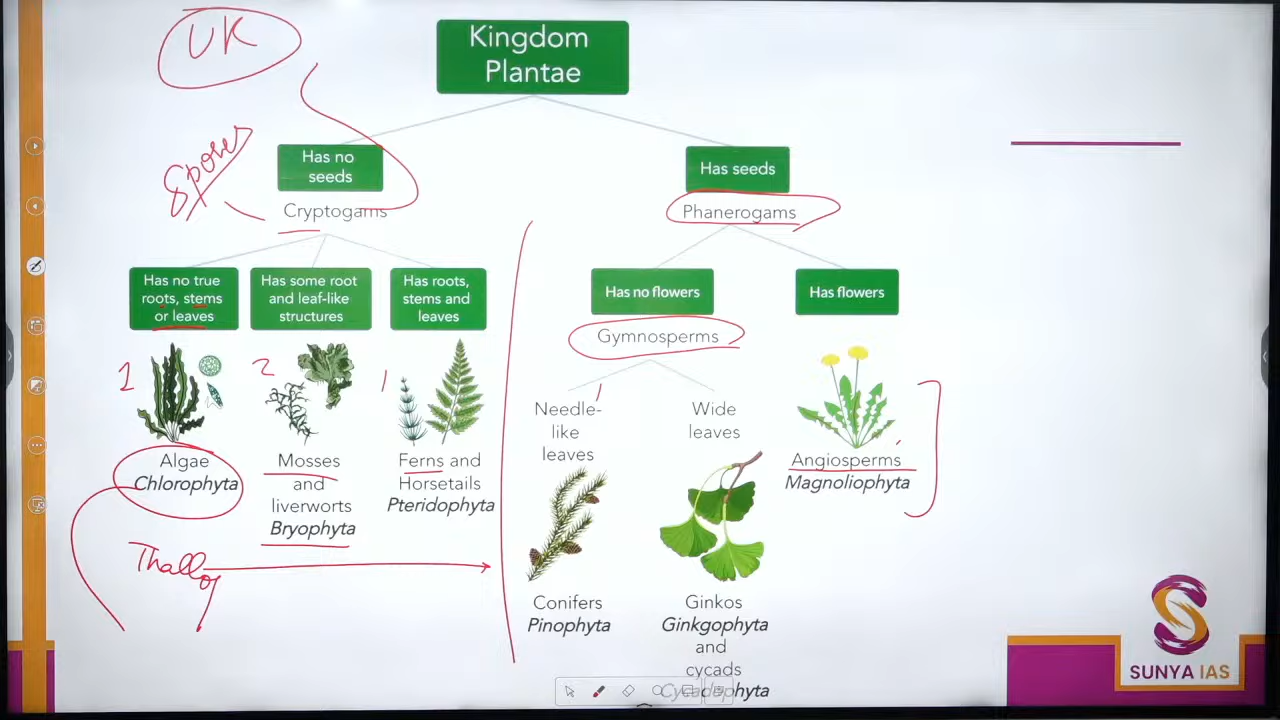 UK
Kingdom
Plantae
Spores
Has no
seeds
Has seeds
Cryptogams
Phanerogams
Has no true
roots, stems
or leaves
Has some root
and leaf-like
structures
Has roots,
stems and
leaves
Has no flowers
Has flowers
Gymnosperms
1
2
1
Needle-
like
leaves
Wide
leaves
Algae
Chlorophyta
Mosses
and
liverworts
Bryophyta
Ferns and
Horsetails
Pteridophyta
Angiosperms
Magnoliophyta
Conifers
Pinophyta
Ginkos
Ginkgophyta
and
cycads
SUNYA IAS